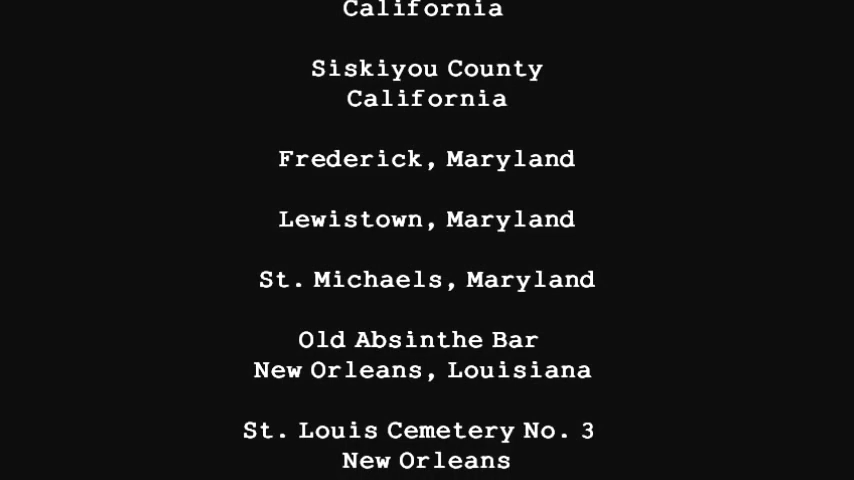 California
Siskiyou County
California
Frederick, Maryland
Lewistown, Maryland
St. Michaels, Maryland
Old Absinthe Bar
New Orleans, Louisiana
St. Louis Cemetery No. 3
New Orleans